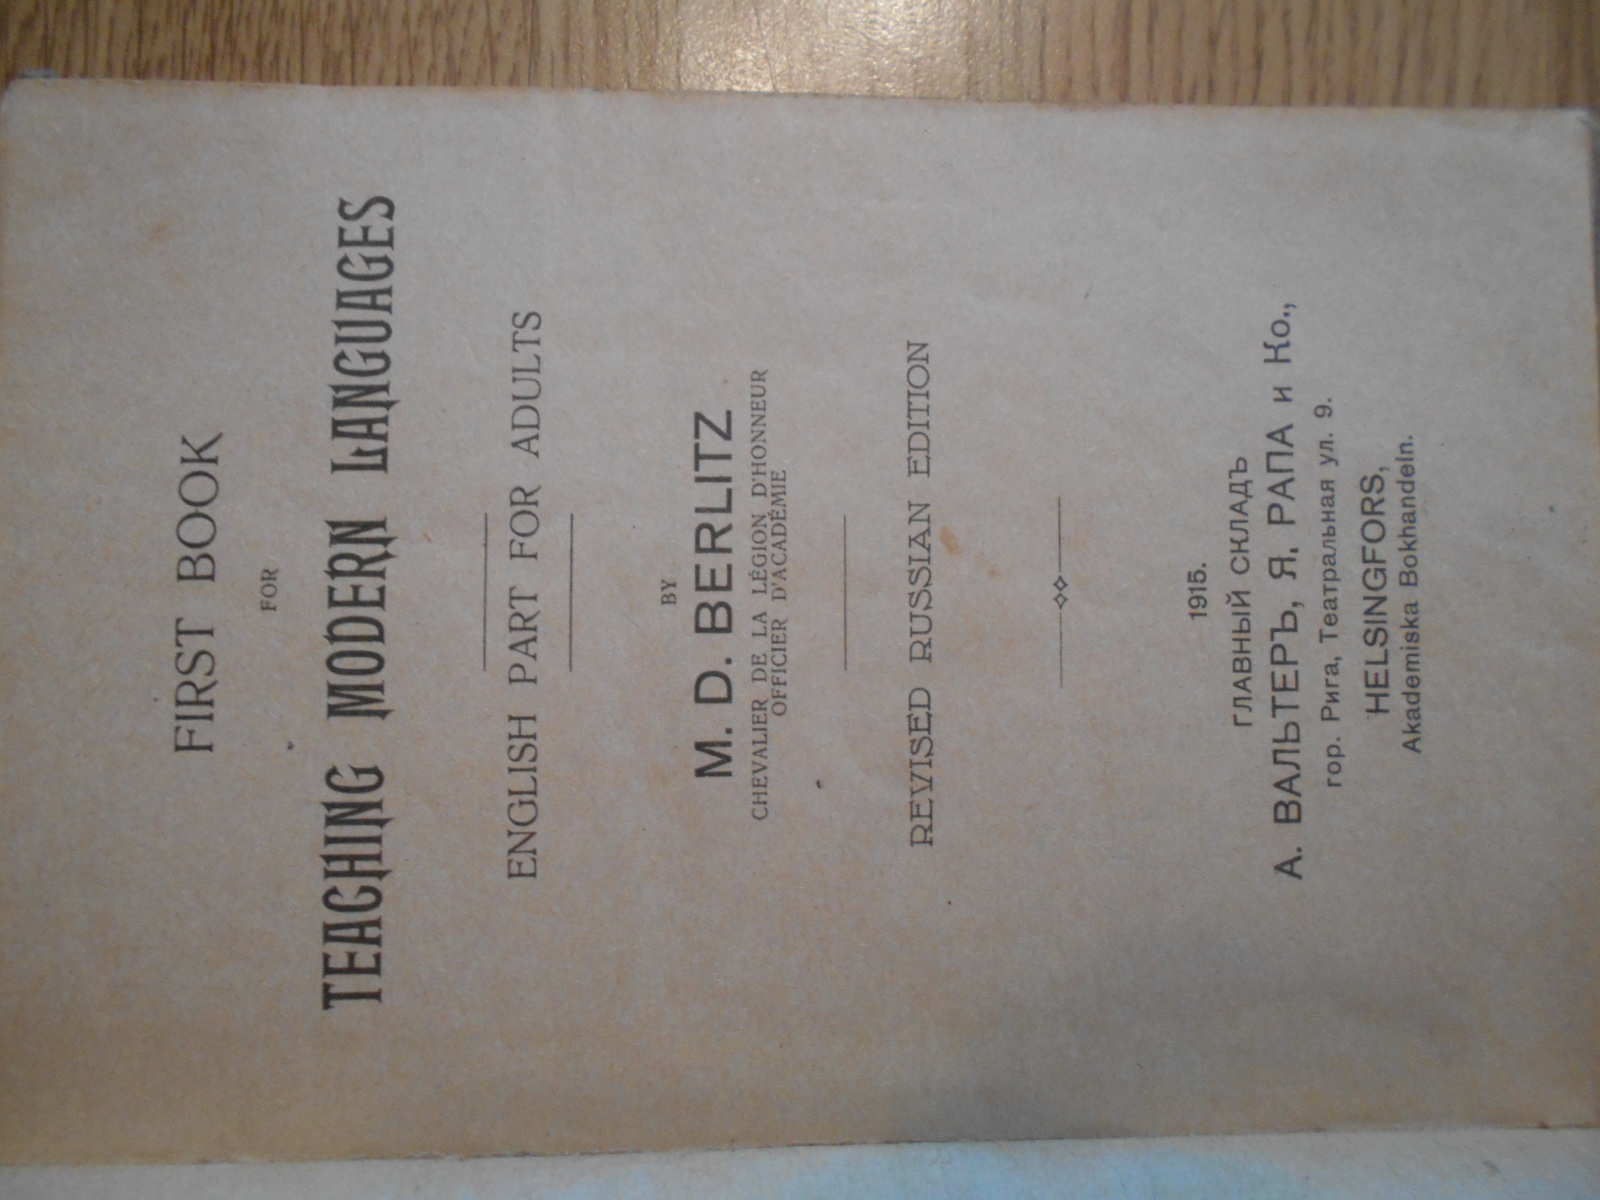 FIRST BOOK
FOR
TEACHING MODERN LANGUAGES
ENGLISH PART FOR ADULTS
BY
M. D. BERLITZ
CHEVALIER DE LA LÉGION D'HONNEUR
OFFICIER D'ACADÉMIE
REVISED RUSSIAN EDITION
1915.
ГЛАВНЫЙ СКЛАДЪ
А. ВАЛЬТЕРЪ, Я. РАПА и Ко.,
гор. Рига, Театральная ул. 9.
HELSINGFORS,
Akademiska Bokhandeln.